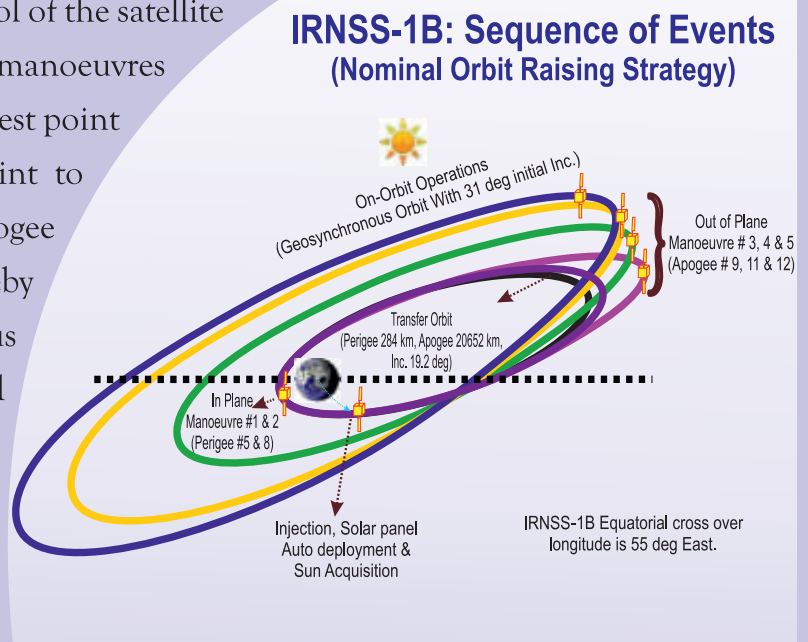 ol of the satellite
manoeuvres
est point
int to
ogee
eby
us
IRNSS-1B: Sequence of Events
(Nominal Orbit Raising Strategy)
On-Orbit Operations
(Geosynchronous Orbit With 31 deg initial Inc.)
Out of Plane
Manoeuvre # 3, 4 & 5
(Apogee # 9, 11 & 12)
Transfer Orbit
(Perigee 284 km, Apogee 20652 km,
Inc. 19.2 deg)
In Plane
Manoeuvre #1 & 2
(Perigee #5 & 8)
Injection, Solar panel
Auto deployment &
Sun Acquisition
IRNSS-1B Equatorial cross over
longitude is 55 deg East.